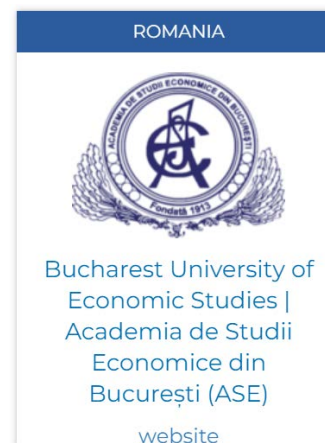 ROMANIA
ACADEMIA DE STUDII ECONOMICE DIN BUCUREȘTI
Fondată 1913
Bucharest University of
Economic Studies |
Academia de Studii
Economice din
București (ASE)
website